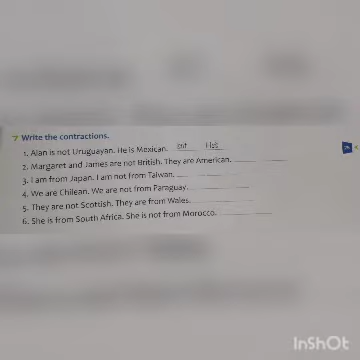 7 Write the contractions.
1. Alan is not Uruguayan. He is Mexican. isn't He's
2. Margaret and James are not British. They are American.
3. I am from Japan. I am not from Taiwan.
4. We are Chilean. We are not from Paraguay.
5. They are not Scottish. They are from Wales.
6. She is from South Africa. She is not from Morocco.
InShOt